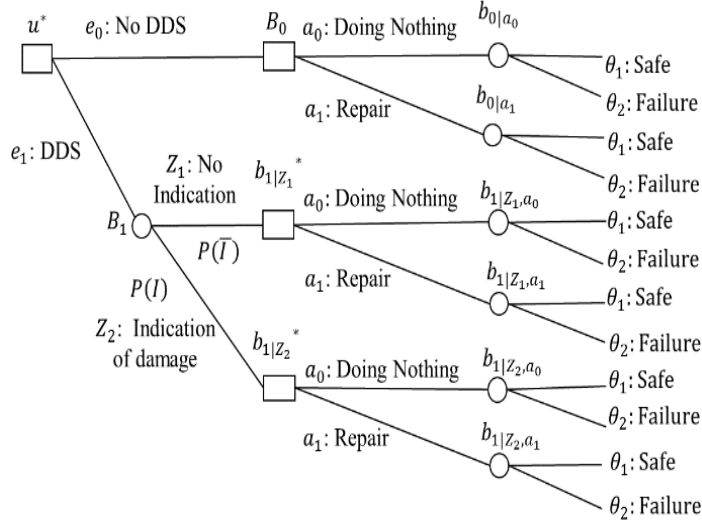 u*
e₀: No DDS
B₀
a₀: Doing Nothing
b₀|a₀
θ₁: Safe
θ₂: Failure
a₁: Repair
b₀|a₁
θ₁: Safe
θ₂: Failure
e₁: DDS
Z₁: No
Indication
b₁|Z₁*
a₀: Doing Nothing
b₁|Z₁,a₀
θ₁: Safe
θ₂: Failure
B₁
P(I̅)
a₁: Repair
b₁|Z₁,a₁
θ₁: Safe
θ₂: Failure
P(I)
Z₂: Indication
of damage
b₁|Z₂*
a₀: Doing Nothing
b₁|Z₂,a₀
θ₁: Safe
θ₂: Failure
a₁: Repair
b₁|Z₂,a₁
θ₁: Safe
θ₂: Failure